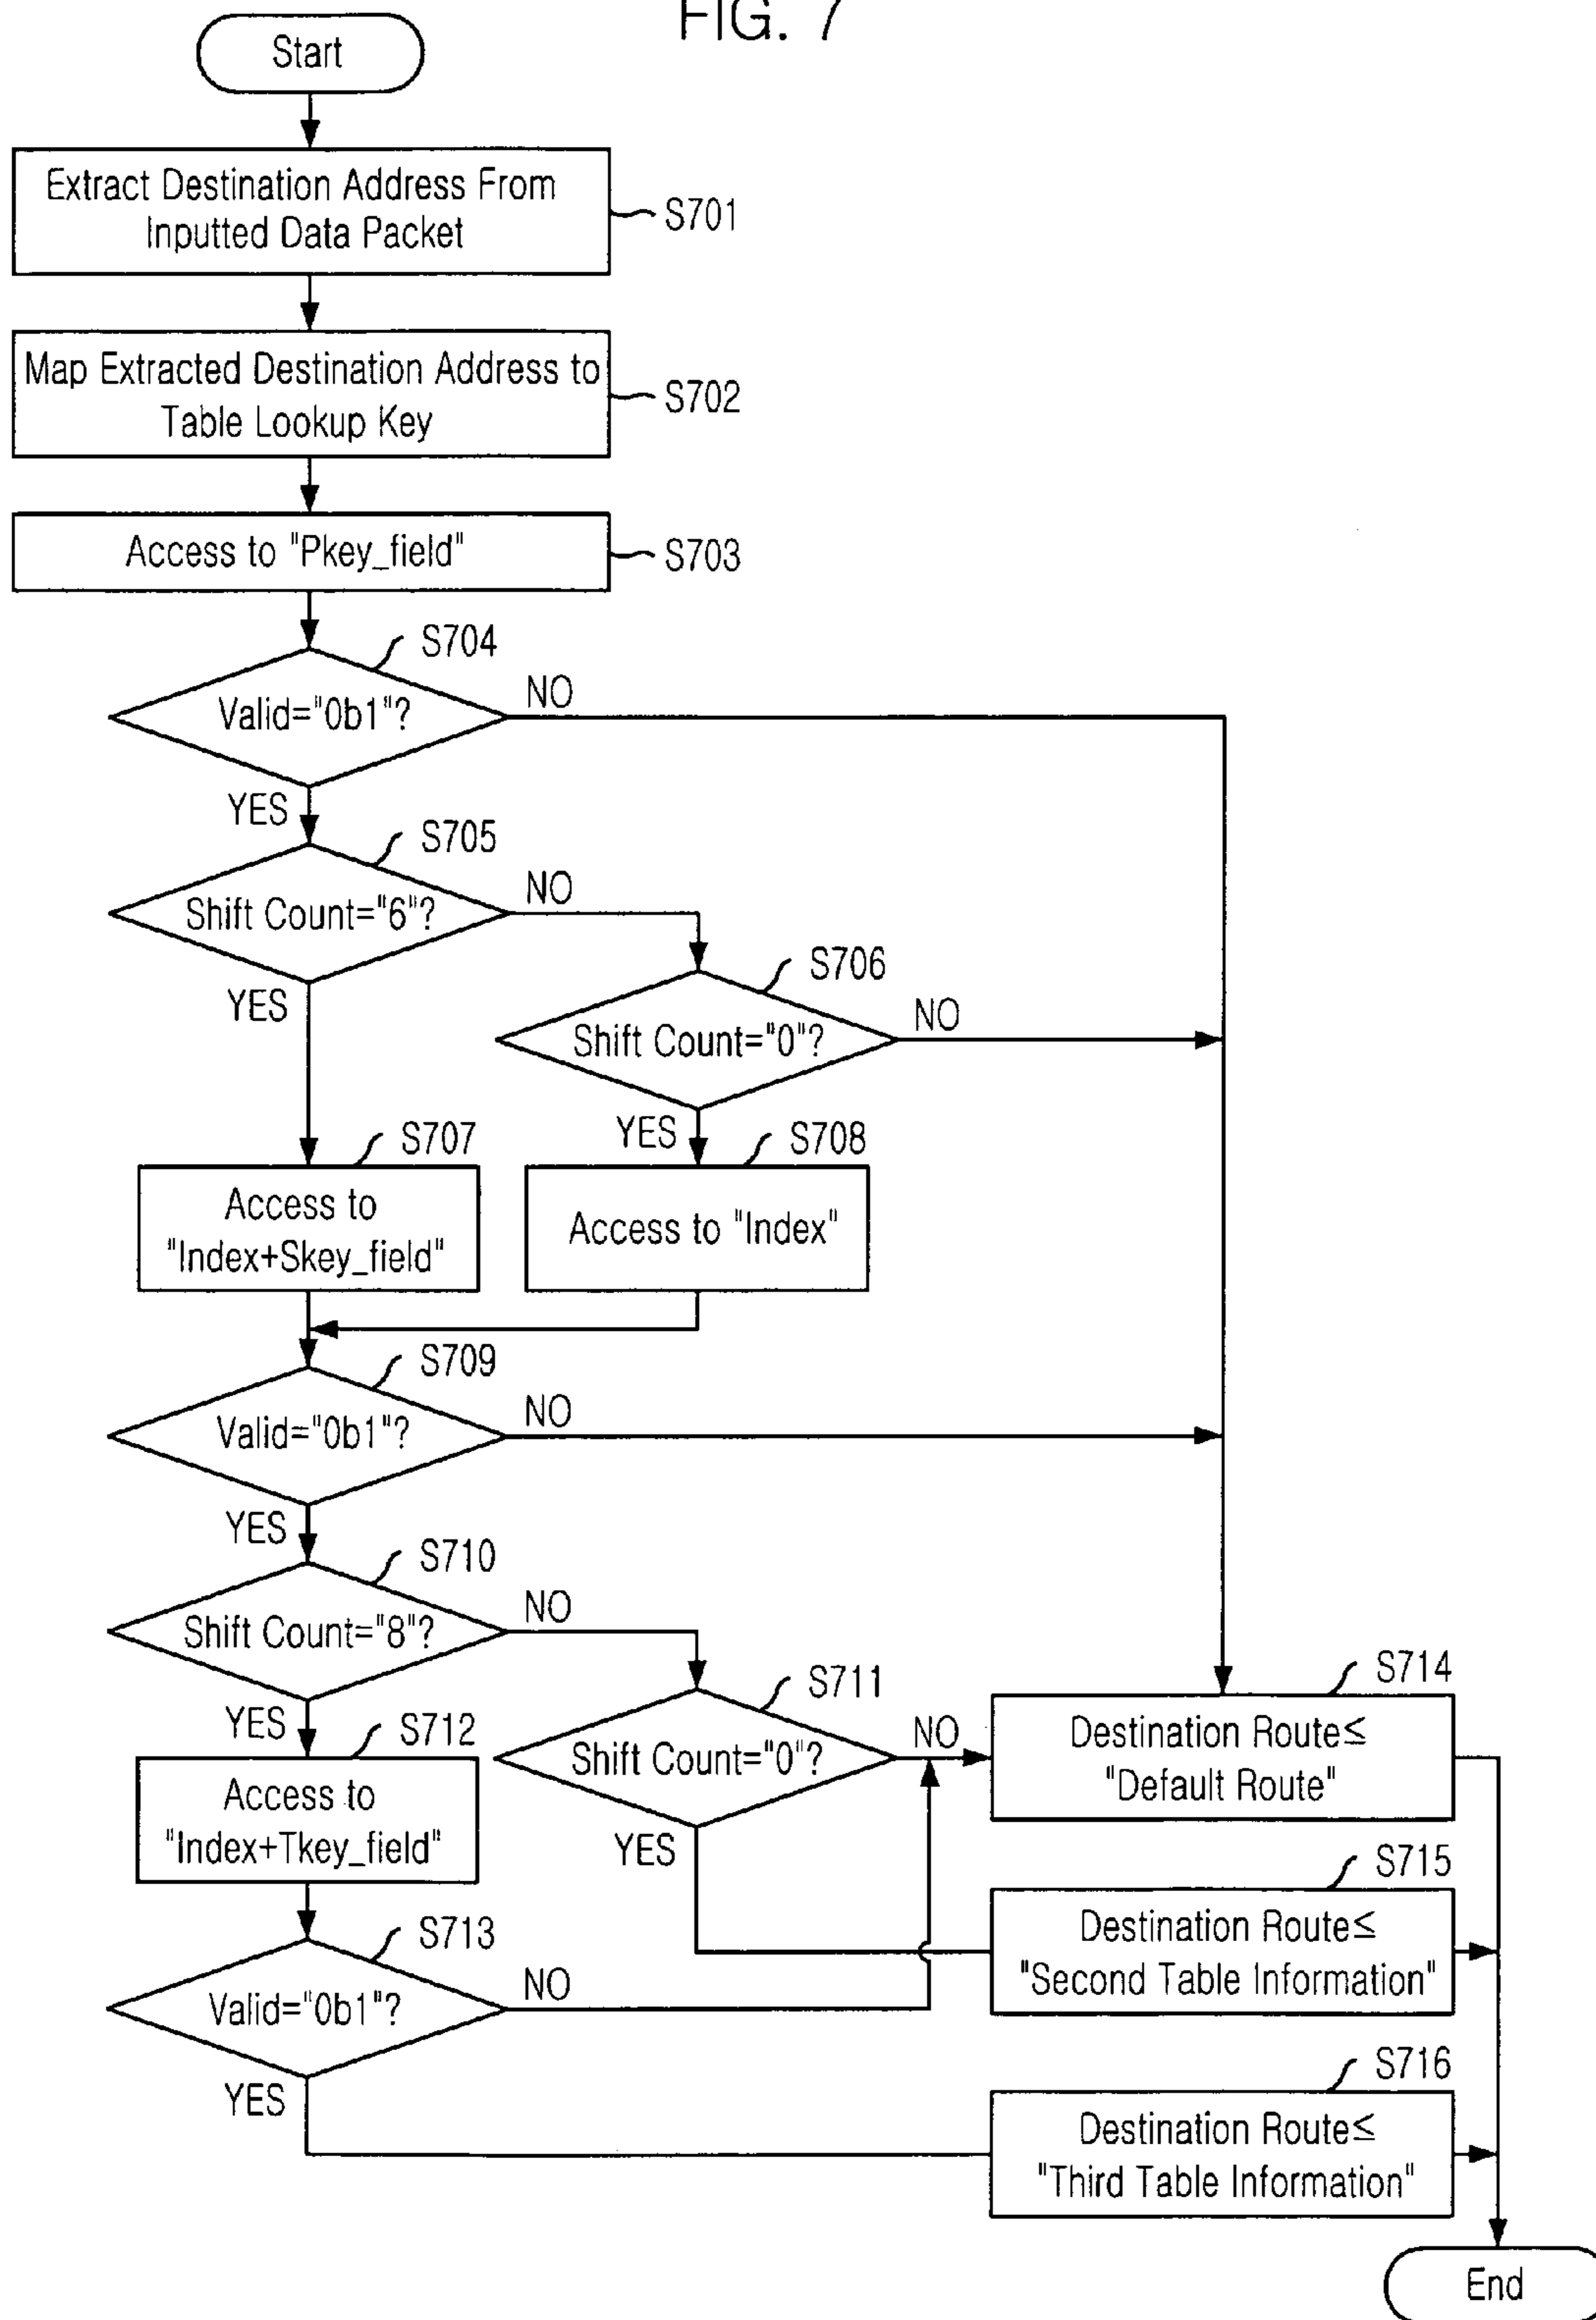 FIG. 7
Start
Extract Destination Address From
Inputted Data Packet
S701
Map Extracted Destination Address to
Table Lookup Key
S702
Access to "Pkey_field"
S703
S704
Valid="0b1"?
NO
YES
S705
Shift Count="6"?
NO
YES
S706
Shift Count="0"?
NO
YES
S707
Access to
"Index+Skey_field"
S708
Access to "Index"
S709
Valid="0b1"?
NO
YES
S710
Shift Count="8"?
NO
YES
S711
Shift Count="0"?
NO
YES
S712
Access to
"Index+Tkey_field"
S713
Valid="0b1"?
NO
YES
S714
Destination Route≤
"Default Route"
S715
Destination Route≤
"Second Table Information"
S716
Destination Route≤
"Third Table Information"
End